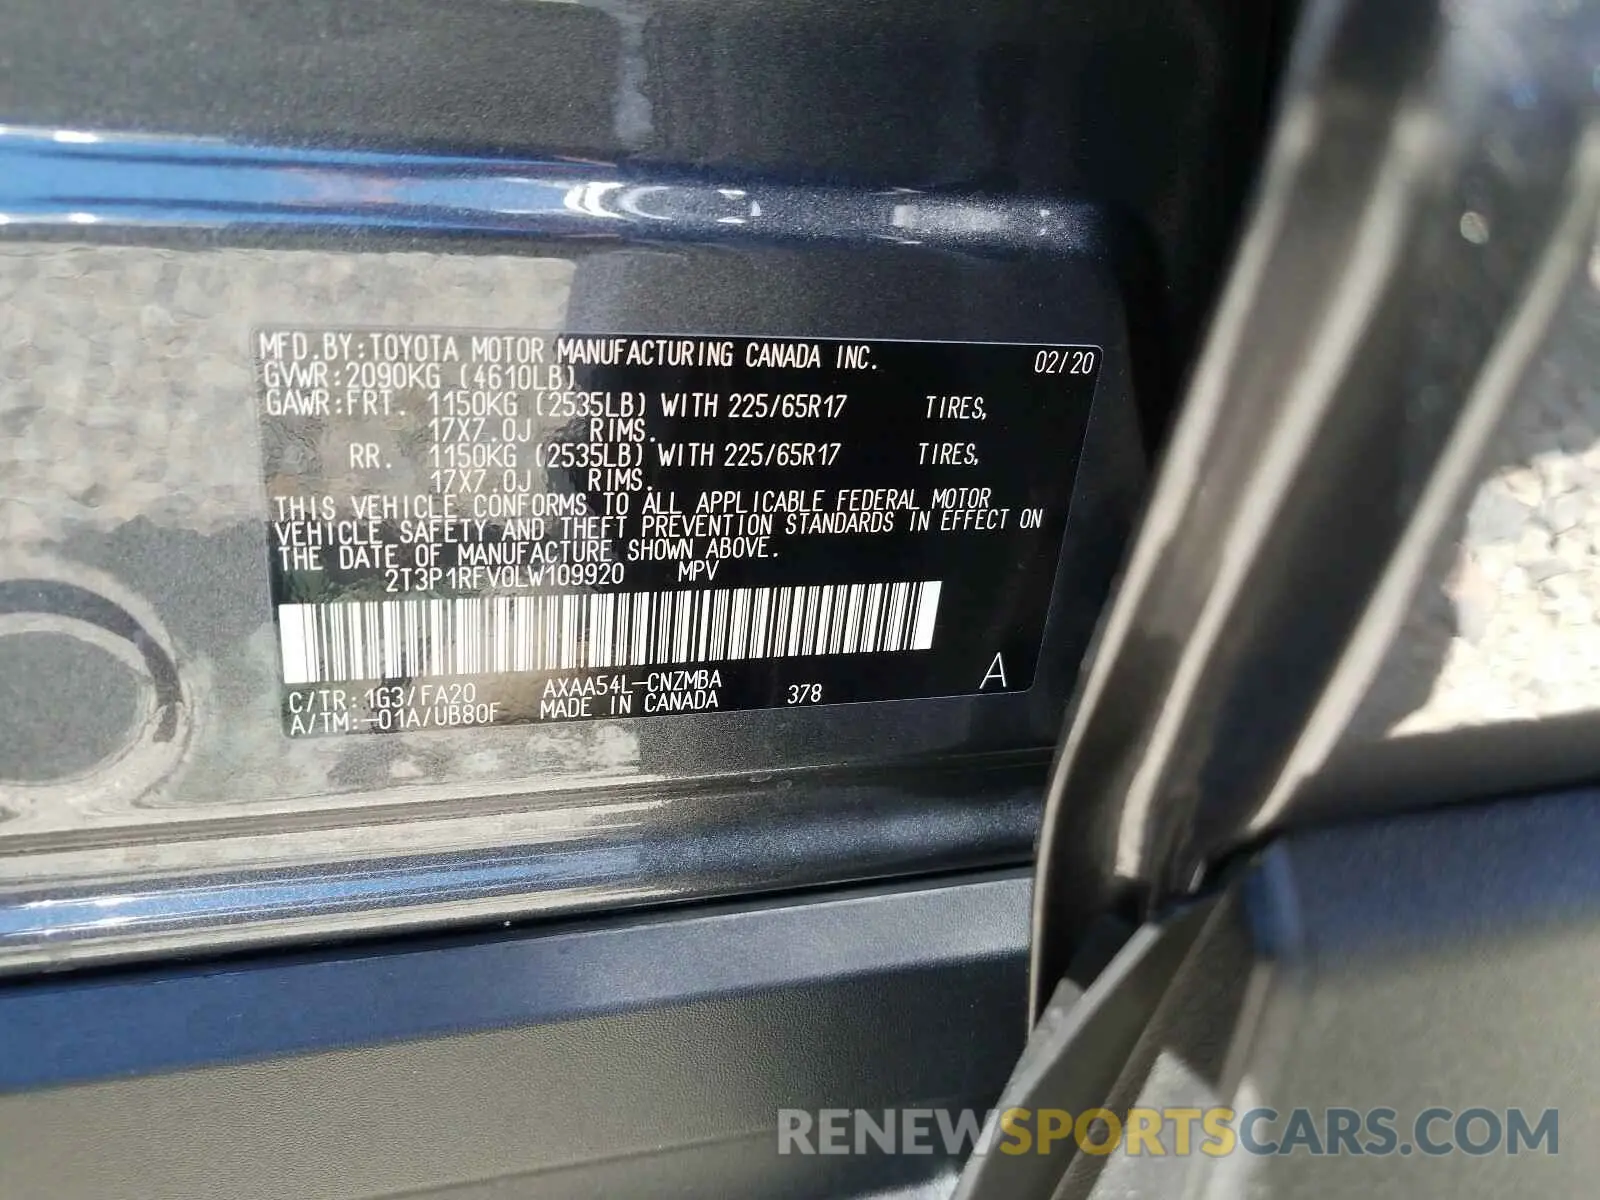 MFD.BY:TOYOTA MOTOR MANUFACTURING CANADA INC. 02/20
GVWR:2090KG (4610LB)
GAWR:FRT. 1150KG (2535LB) WITH 225/65R17 TIRES,
17X7.0J RIMS.
RR. 1150KG (2535LB) WITH 225/65R17 TIRES,
17X7.0J RIMS.
THIS VEHICLE CONFORMS TO ALL APPLICABLE FEDERAL MOTOR
VEHICLE SAFETY AND THEFT PREVENTION STANDARDS IN EFFECT ON
THE DATE OF MANUFACTURE SHOWN ABOVE.
2T3P1RFV0LW109920 MPV
C/TR:1G3/FA20 AXAA54L-CNZMBA
A/TM:-01A/UB80F MADE IN CANADA 378 A
RENEWSPORTSCARS.COM